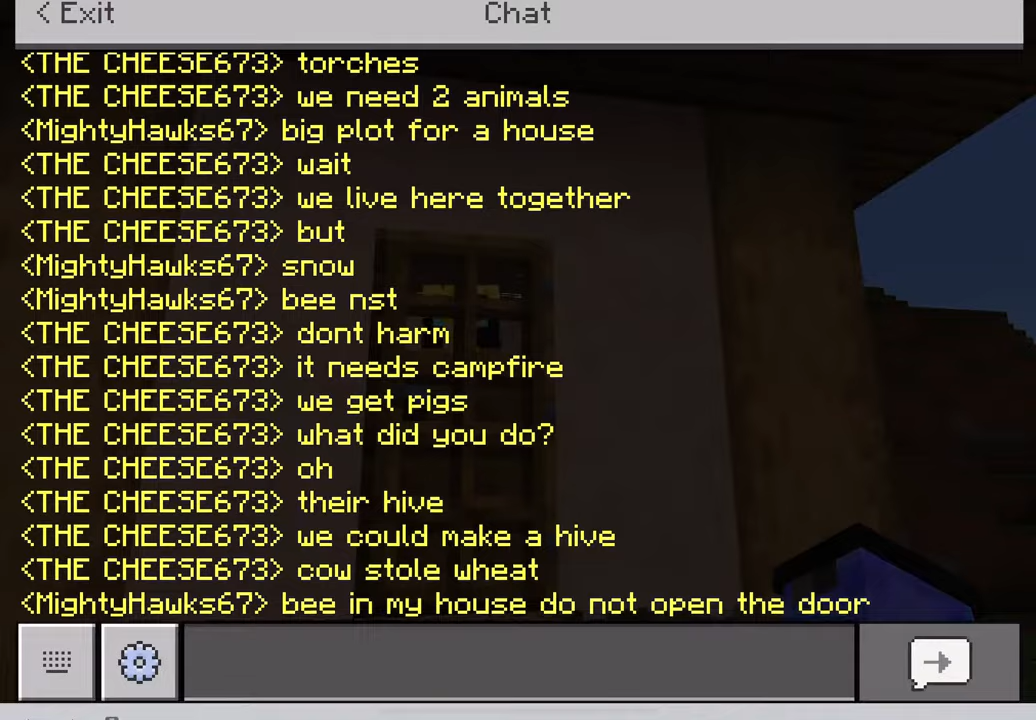 < Exit
Chat
<THE CHEESE673> torches
<THE CHEESE673> we need 2 animals
<MightyHawks67> big plot for a house
<THE CHEESE673> wait
<THE CHEESE673> we live here together
<THE CHEESE673> but
<MightyHawks67> snow
<MightyHawks67> bee nst
<THE CHEESE673> dont harm
<THE CHEESE673> it needs campfire
<THE CHEESE673> we get pigs
<THE CHEESE673> what did you do?
<THE CHEESE673> oh
<THE CHEESE673> their hive
<THE CHEESE673> we could make a hive
<THE CHEESE673> cow stole wheat
<MightyHawks67> bee in my house do not open the door